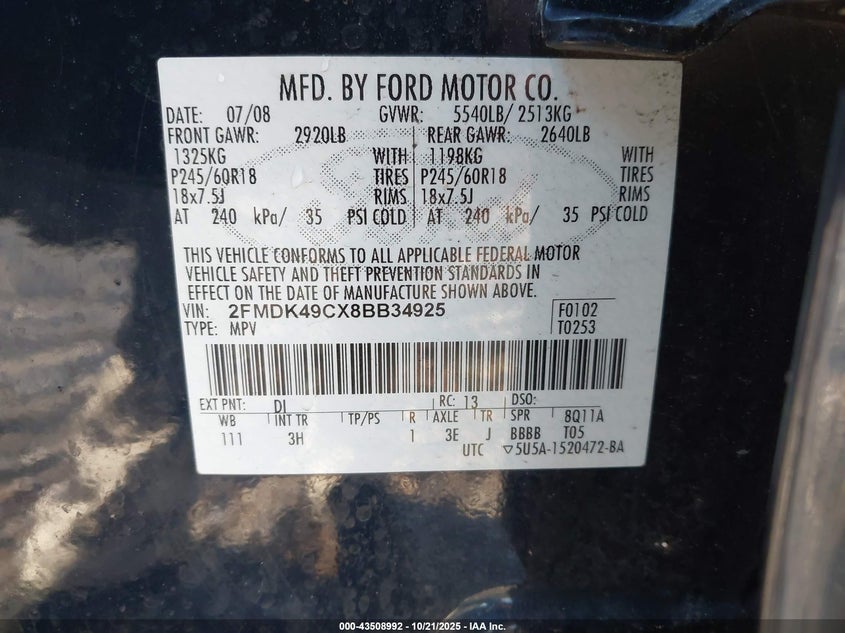 MFD. BY FORD MOTOR CO.
DATE: 07/08 GVWR: 5540LB/ 2513KG
FRONT GAWR: 2920LB REAR GAWR: 2640LB
1325KG WITH 1198KG WITH
P245/60R18 TIRES P245/60R18 TIRES
18x7.5J RIMS 18x7.5J RIMS
AT 240 kPa/ 35 PSI COLD AT 240 kPa/ 35 PSI COLD
THIS VEHICLE CONFORMS TO ALL APPLICABLE FEDERAL MOTOR
VEHICLE SAFETY AND THEFT PREVENTION STANDARDS IN
EFFECT ON THE DATE OF MANUFACTURE SHOWN ABOVE.
VIN: 2FMDK49CX8BB34925 F0102
TYPE: MPV T0253
EXT PNT: DI RC: 13 DSO:
WB INT TR TP/PS R AXLE TR SPR 8Q11A
111 3H 1 3E J BBBB T05
UTC ▽5U5A-1520472-BA
000-43508992 - 10/21/2025 - IAA Inc.